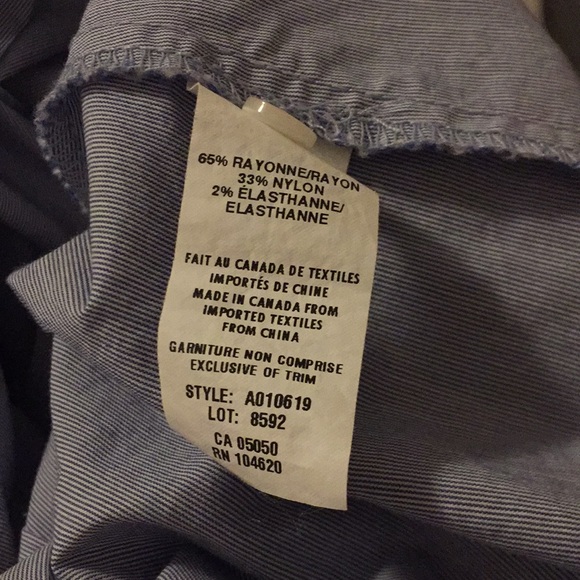 65% RAYONNE/RAYON
33% NYLON
2% ÉLASTHANNE/
ELASTHANNE
FAIT AU CANADA DE TEXTILES
IMPORTÉS DE CHINE
MADE IN CANADA FROM
IMPORTED TEXTILES
FROM CHINA
GARNITURE NON COMPRISE
EXCLUSIVE OF TRIM
STYLE: A010619
LOT: 8592
CA 05050
RN 104620